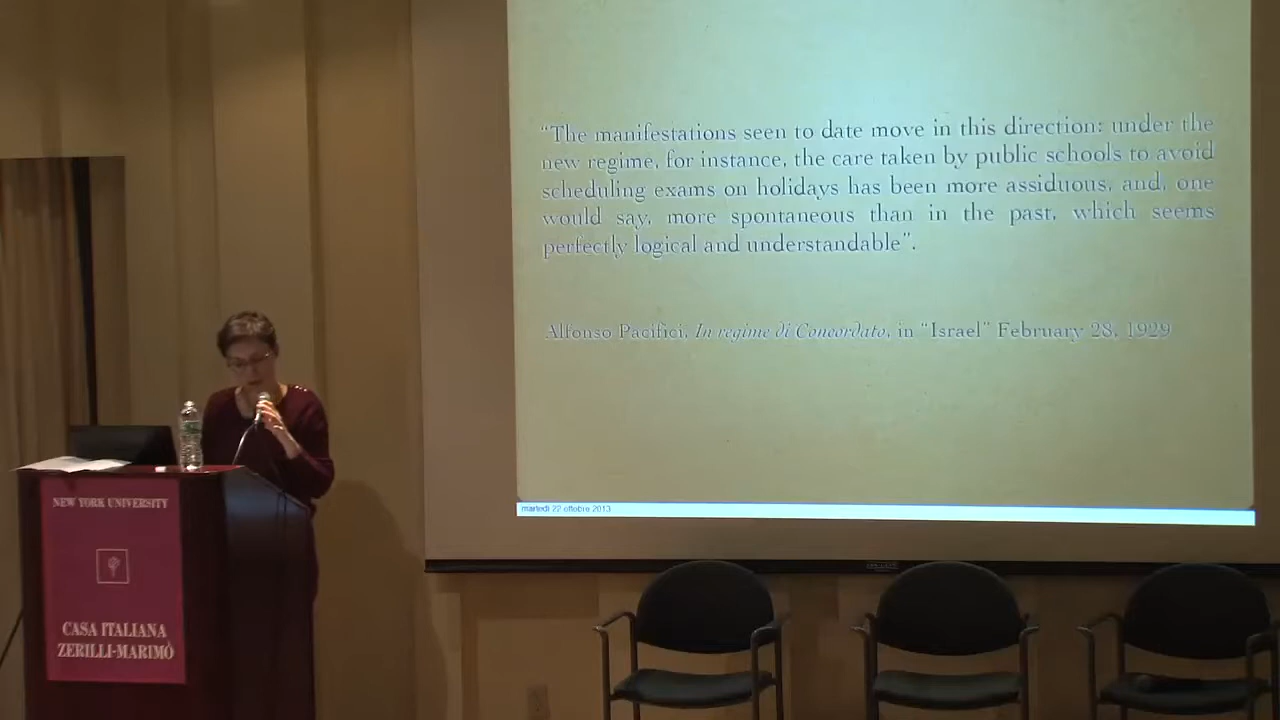 “The manifestations seen to date move in this direction: under the
new regime, for instance, the care taken by public schools to avoid
scheduling exams on holidays has been more assiduous, and, one
would say, more spontaneous than in the past, which seems
perfectly logical and understandable”.
Alfonso Pacifici, In regime di Concordato, in “Israel” February 28, 1929
martedì 22 ottobre 2013
NEW YORK UNIVERSITY
CASA ITALIANA
ZERILLI-MARIMÒ